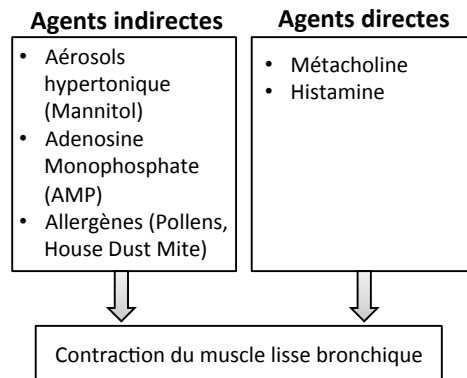 Agents indirectes
• Aérosols
hypertonique
(Mannitol)
• Adenosine
Monophosphate
(AMP)
• Allergènes (Pollens,
House Dust Mite)
Agents directes
• Métacholine
• Histamine
Contraction du muscle lisse bronchique